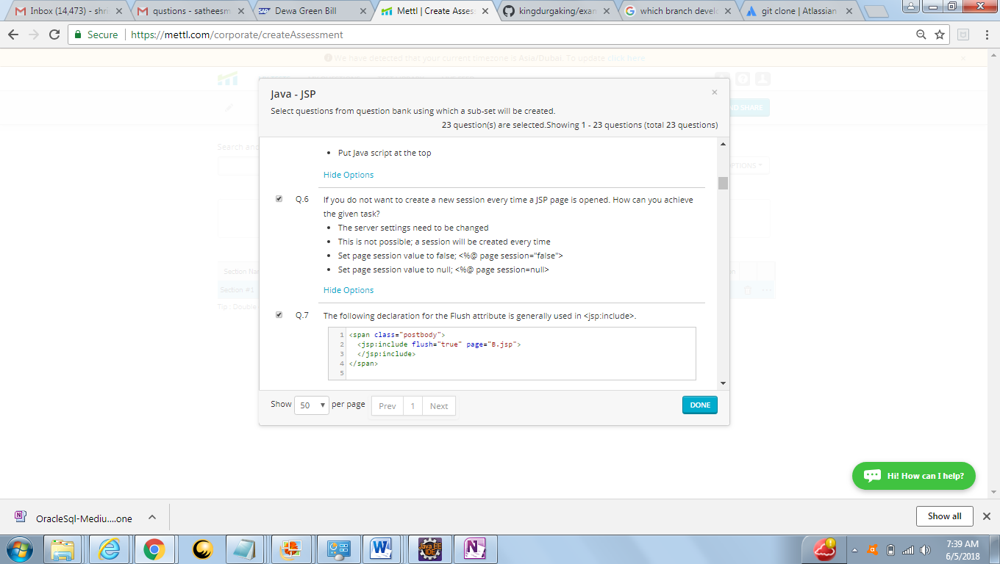 Inbox (14,473) - shri
qustions - satheesm
Dewa Green Bill
Mettl | Create Asses
kingdurgaking/exan
which branch devel
git clone | Atlassian
Secure
https://mettl.com/corporate/createAssessment
We have detected that your current timezone is Asia/Dubai. To update click here
Java - JSP
Select questions from question bank using which a sub-set will be created.
23 question(s) are selected.Showing 1 - 23 questions (total 23 questions)
ND SHARE
Search and
PTIONS
• Put Java script at the top
Hide Options
Q.6 If you do not want to create a new session every time a JSP page is opened. How can you achieve
the given task?
• The server settings need to be changed
• This is not possible; a session will be created every time
• Set page session value to false; <%@ page session="false">
• Set page session value to null; <%@ page session=null>
Hide Options
Section Na
on
Section #1
Tip : Double
Q.7 The following declaration for the Flush attribute is generally used in <jsp:include>.
1 <span class="postbody">
2 <jsp:include flush="true" page="B.jsp">
3 </jsp:include>
4 </span>
5
Show 50 per page Prev 1 Next
DONE
Hi! How can I help?
OracleSql-Mediu....one
Show all
Java EE
IDE
7:39 AM
6/5/2018